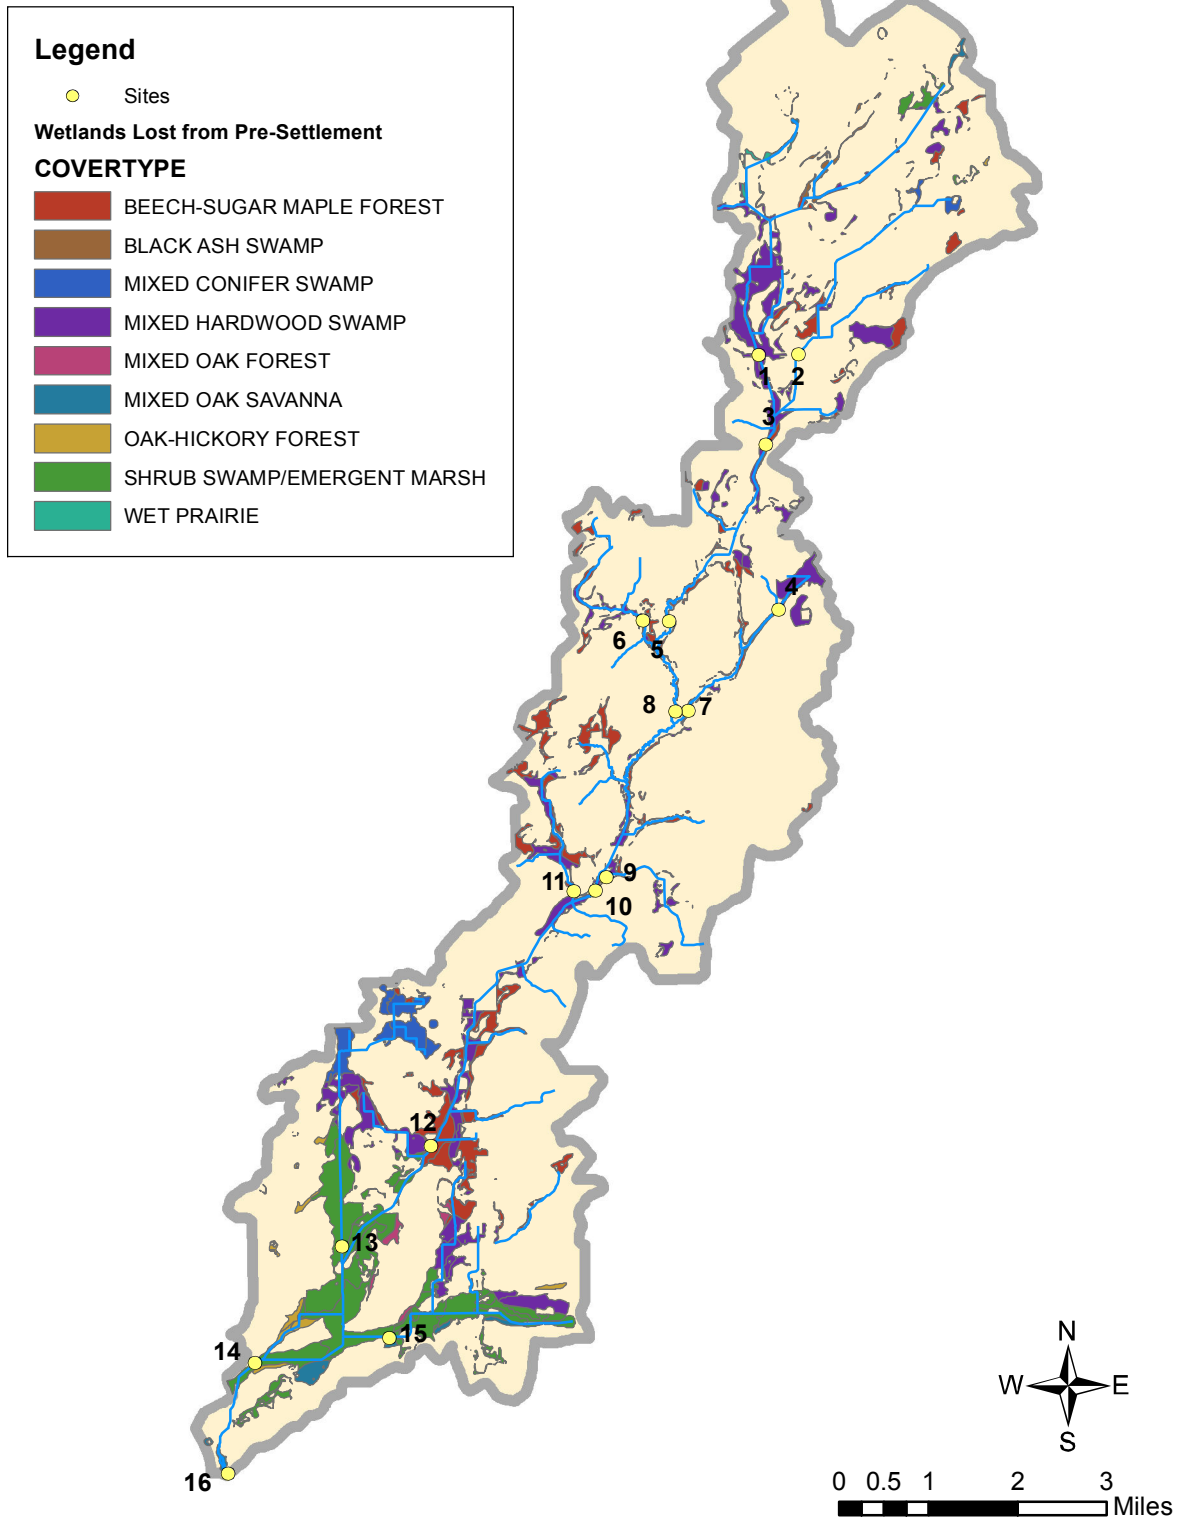 Legend
Sites
Wetlands Lost from Pre-Settlement
COVERTYPE
BEECH-SUGAR MAPLE FOREST
BLACK ASH SWAMP
MIXED CONIFER SWAMP
MIXED HARDWOOD SWAMP
MIXED OAK FOREST
MIXED OAK SAVANNA
OAK-HICKORY FOREST
SHRUB SWAMP/EMERGENT MARSH
WET PRAIRIE
1
2
3
4
6
5
8
7
9
11
10
12
13
15
14
16
N
W
E
S
0 0.5 1 2 3
Miles